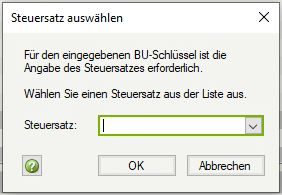 Steuersatz auswählen
Für den eingegebenen BU-Schlüssel ist die
Angabe des Steuersatzes erforderlich.
Wählen Sie einen Steuersatz aus der Liste aus.
Steuersatz:
?
OK
Abbrechen